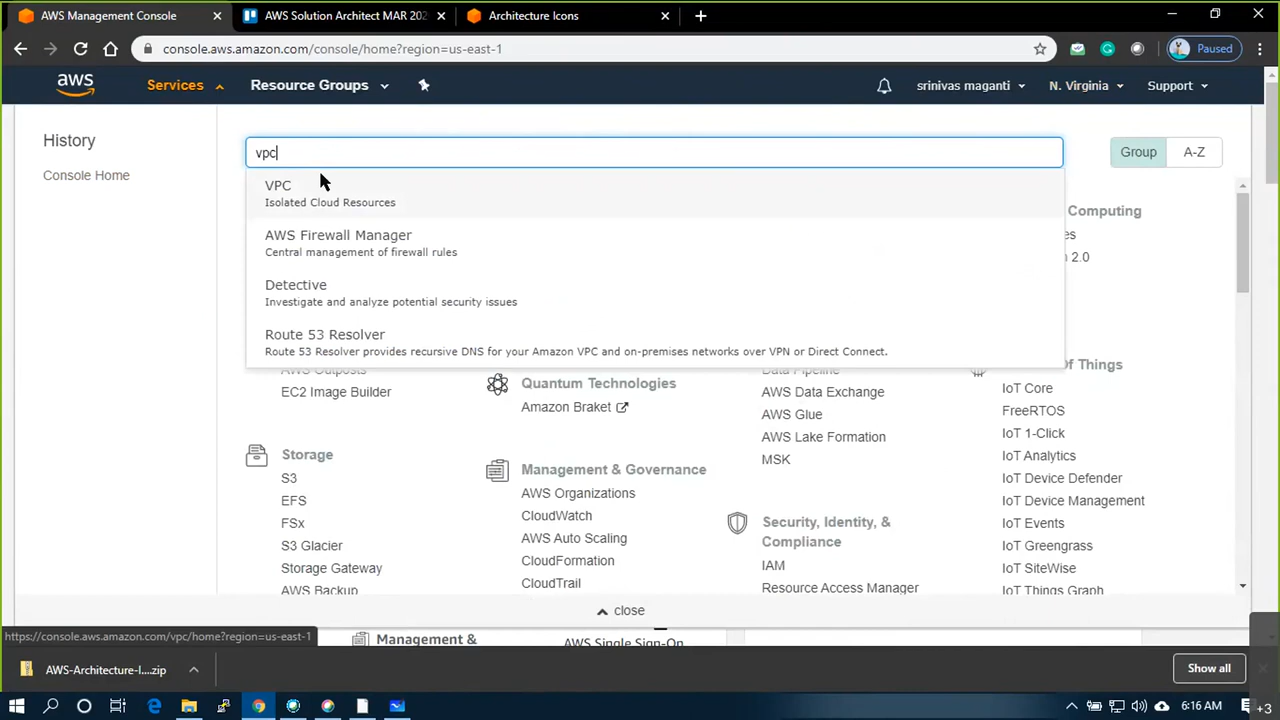 AWS Management Console
AWS Solution Architect MAR 202
Architecture Icons
console.aws.amazon.com/console/home?region=us-east-1
Paused
aws
Services
Resource Groups
srinivas maganti
N. Virginia
Support
History
Console Home
vpc
Group
A-Z
VPC
Isolated Cloud Resources
AWS Firewall Manager
Central management of firewall rules
Detective
Investigate and analyze potential security issues
Route 53 Resolver
Route 53 Resolver provides recursive DNS for your Amazon VPC and on-premises networks over VPN or Direct Connect.
AWS Outposts
EC2 Image Builder
Storage
S3
EFS
FSx
S3 Glacier
Storage Gateway
AWS Backup
Quantum Technologies
Amazon Braket
Management & Governance
AWS Organizations
CloudWatch
AWS Auto Scaling
CloudFormation
CloudTrail
Data Pipeline
AWS Data Exchange
AWS Glue
AWS Lake Formation
MSK
Security, Identity, &
Compliance
IAM
Resource Access Manager
Computing
es
2.0
Of Things
IoT Core
FreeRTOS
IoT 1-Click
IoT Analytics
IoT Device Defender
IoT Device Management
IoT Events
IoT Greengrass
IoT SiteWise
IoT Things Graph
close
https://console.aws.amazon.com/vpc/home?region=us-east-1
Management &
AWS Single Sign-On
AWS-Architecture-I....zip
Show all
6:16 AM
+3